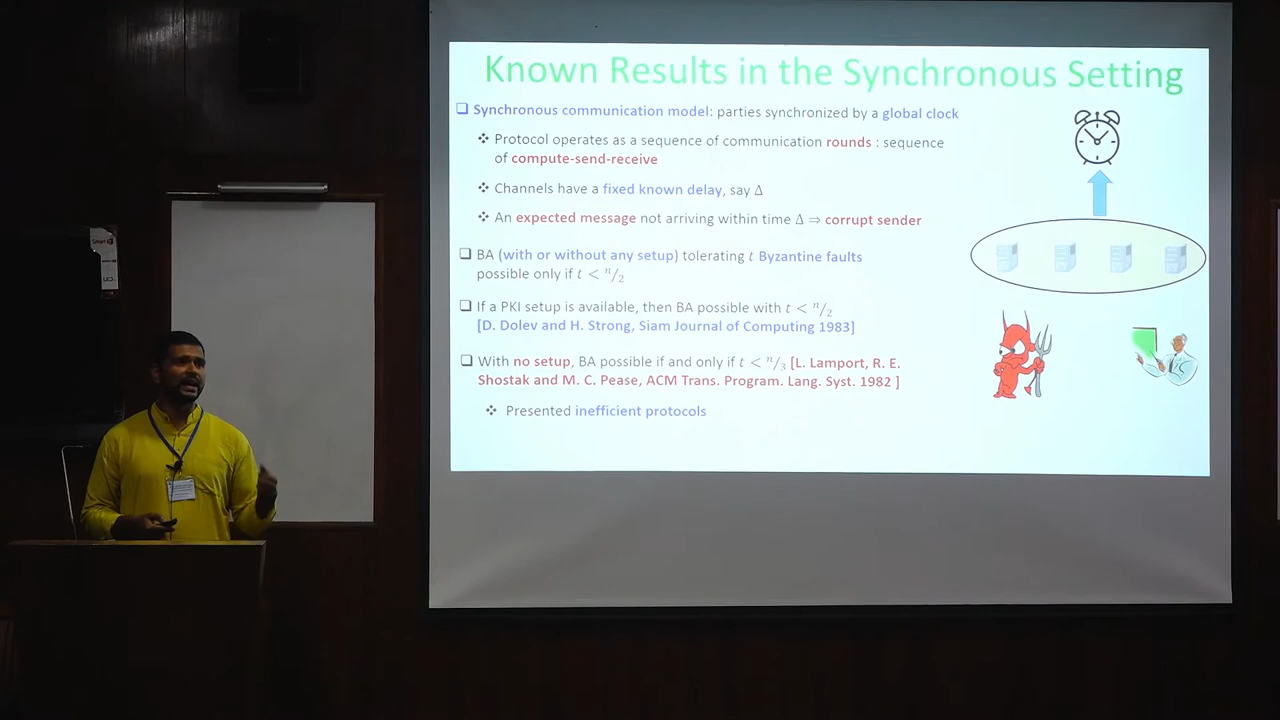 Known Results in the Synchronous Setting
Synchronous communication model: parties synchronized by a global clock
Protocol operates as a sequence of communication rounds : sequence
of compute-send-receive
Channels have a fixed known delay, say Δ
An expected message not arriving within time Δ ⇒ corrupt sender
BA (with or without any setup) tolerating t Byzantine faults
possible only if t < n/2
If a PKI setup is available, then BA possible with t < n/2
[D. Dolev and H. Strong, Siam Journal of Computing 1983]
With no setup, BA possible if and only if t < n/3 [L. Lamport, R. E.
Shostak and M. C. Pease, ACM Trans. Program. Lang. Syst. 1982 ]
Presented inefficient protocols